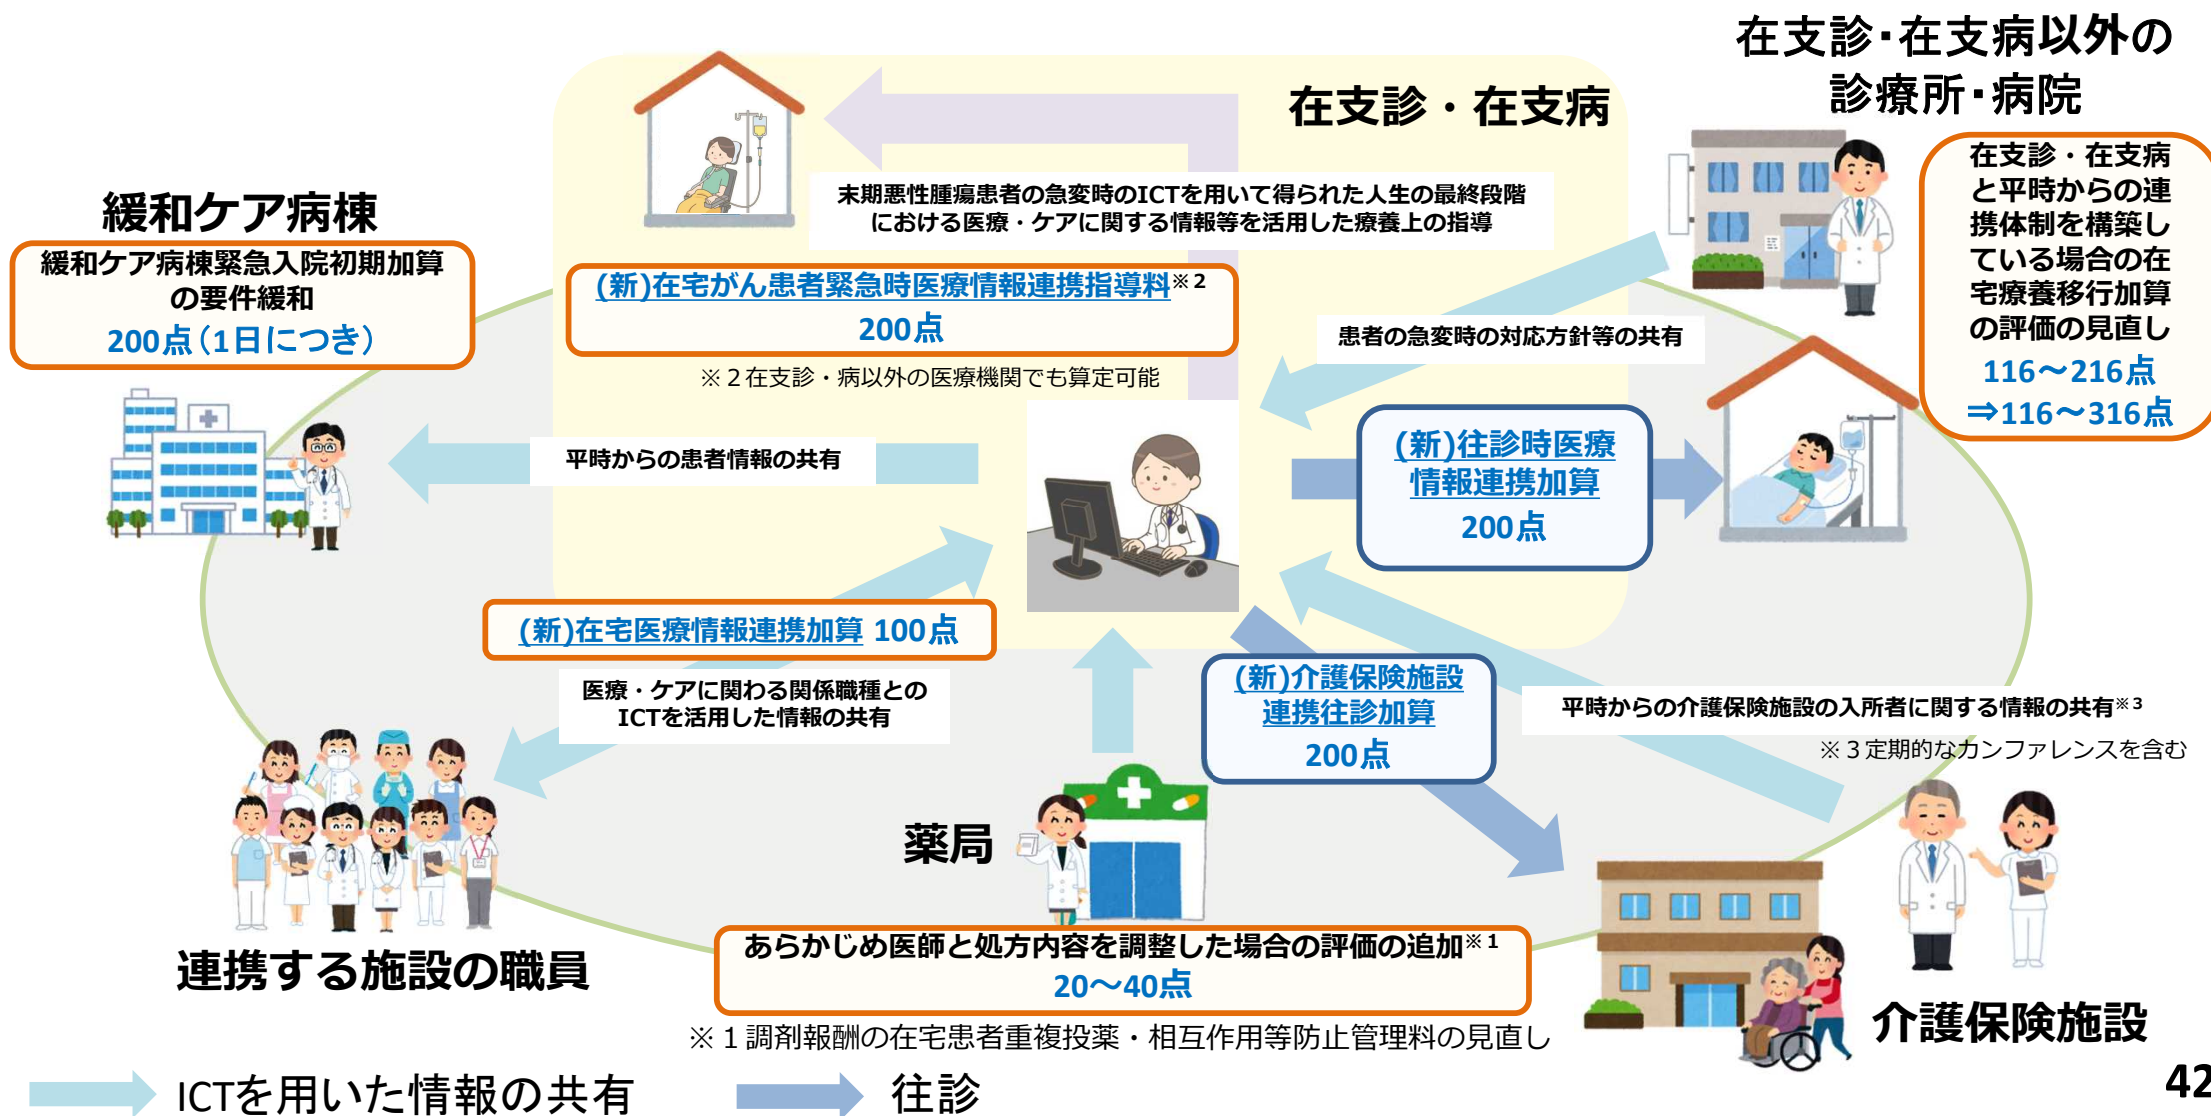 在支診・在支病以外の
診療所・病院
在支診・在支病
と平時からの連
携体制を構築し
ている場合の在
宅療養移行加算
の評価の見直し
116～216点
⇒116～316点
在支診・在支病
末期悪性腫瘍患者の急変時のICTを用いて得られた人生の最終段階
における医療・ケアに関する情報等を活用した療養上の指導
(新)在宅がん患者緊急時医療情報連携指導料※2
200点
※２在支診・病以外の医療機関でも算定可能
緩和ケア病棟
緩和ケア病棟緊急入院初期加算
の要件緩和
200点（1日につき）
患者の急変時の対応方針等の共有
平時からの患者情報の共有
(新)往診時医療
情報連携加算
200点
(新)在宅医療情報連携加算 100点
医療・ケアに関わる関係職種との
ICTを活用した情報の共有
(新)介護保険施設
連携往診加算
200点
平時からの介護保険施設の入所者に関する情報の共有※3
※３定期的なカンファレンスを含む
連携する施設の職員
薬局
あらかじめ医師と処方内容を調整した場合の評価の追加※1
20～40点
※１調剤報酬の在宅患者重複投薬・相互作用等防止管理料の見直し
介護保険施設
ICTを用いた情報の共有
往診
42